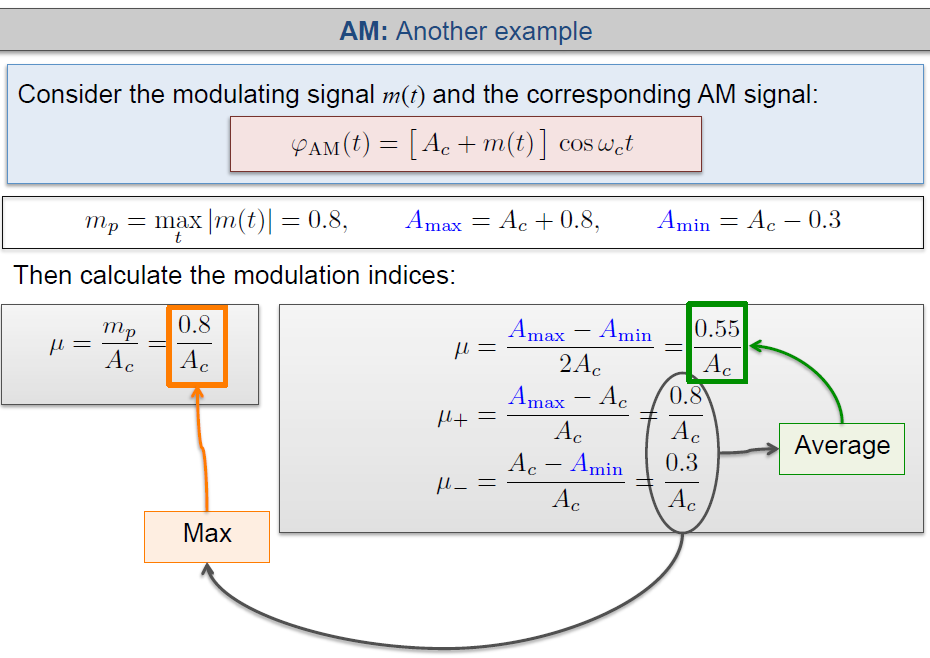 AM: Another example
Consider the modulating signal m(t) and the corresponding AM signal:
φ_AM(t) = [ A_c + m(t) ] cos ω_c t
m_p = max_t |m(t)| = 0.8, A_max = A_c + 0.8, A_min = A_c − 0.3
Then calculate the modulation indices:
μ = m_p / A_c = 0.8 / A_c
μ = (A_max − A_min) / 2A_c = 0.55 / A_c
μ_+ = (A_max − A_c) / A_c = 0.8 / A_c
μ_− = (A_c − A_min) / A_c = 0.3 / A_c
Average
Max